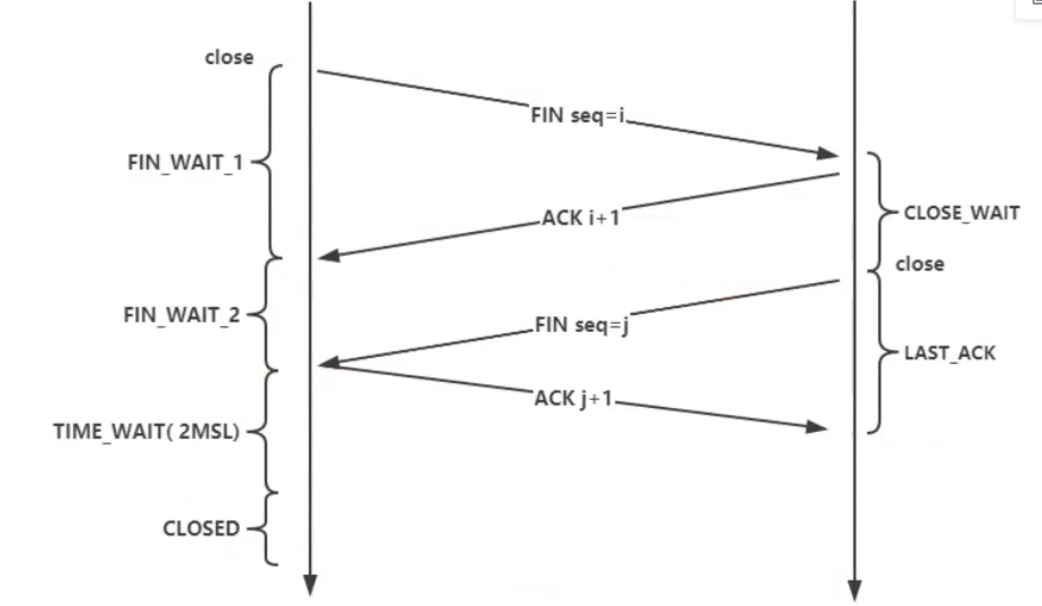 close
FIN seq=i
FIN_WAIT_1
ACK i+1
CLOSE_WAIT
close
FIN_WAIT_2
FIN seq=j
LAST_ACK
ACK j+1
TIME_WAIT( 2MSL)
CLOSED